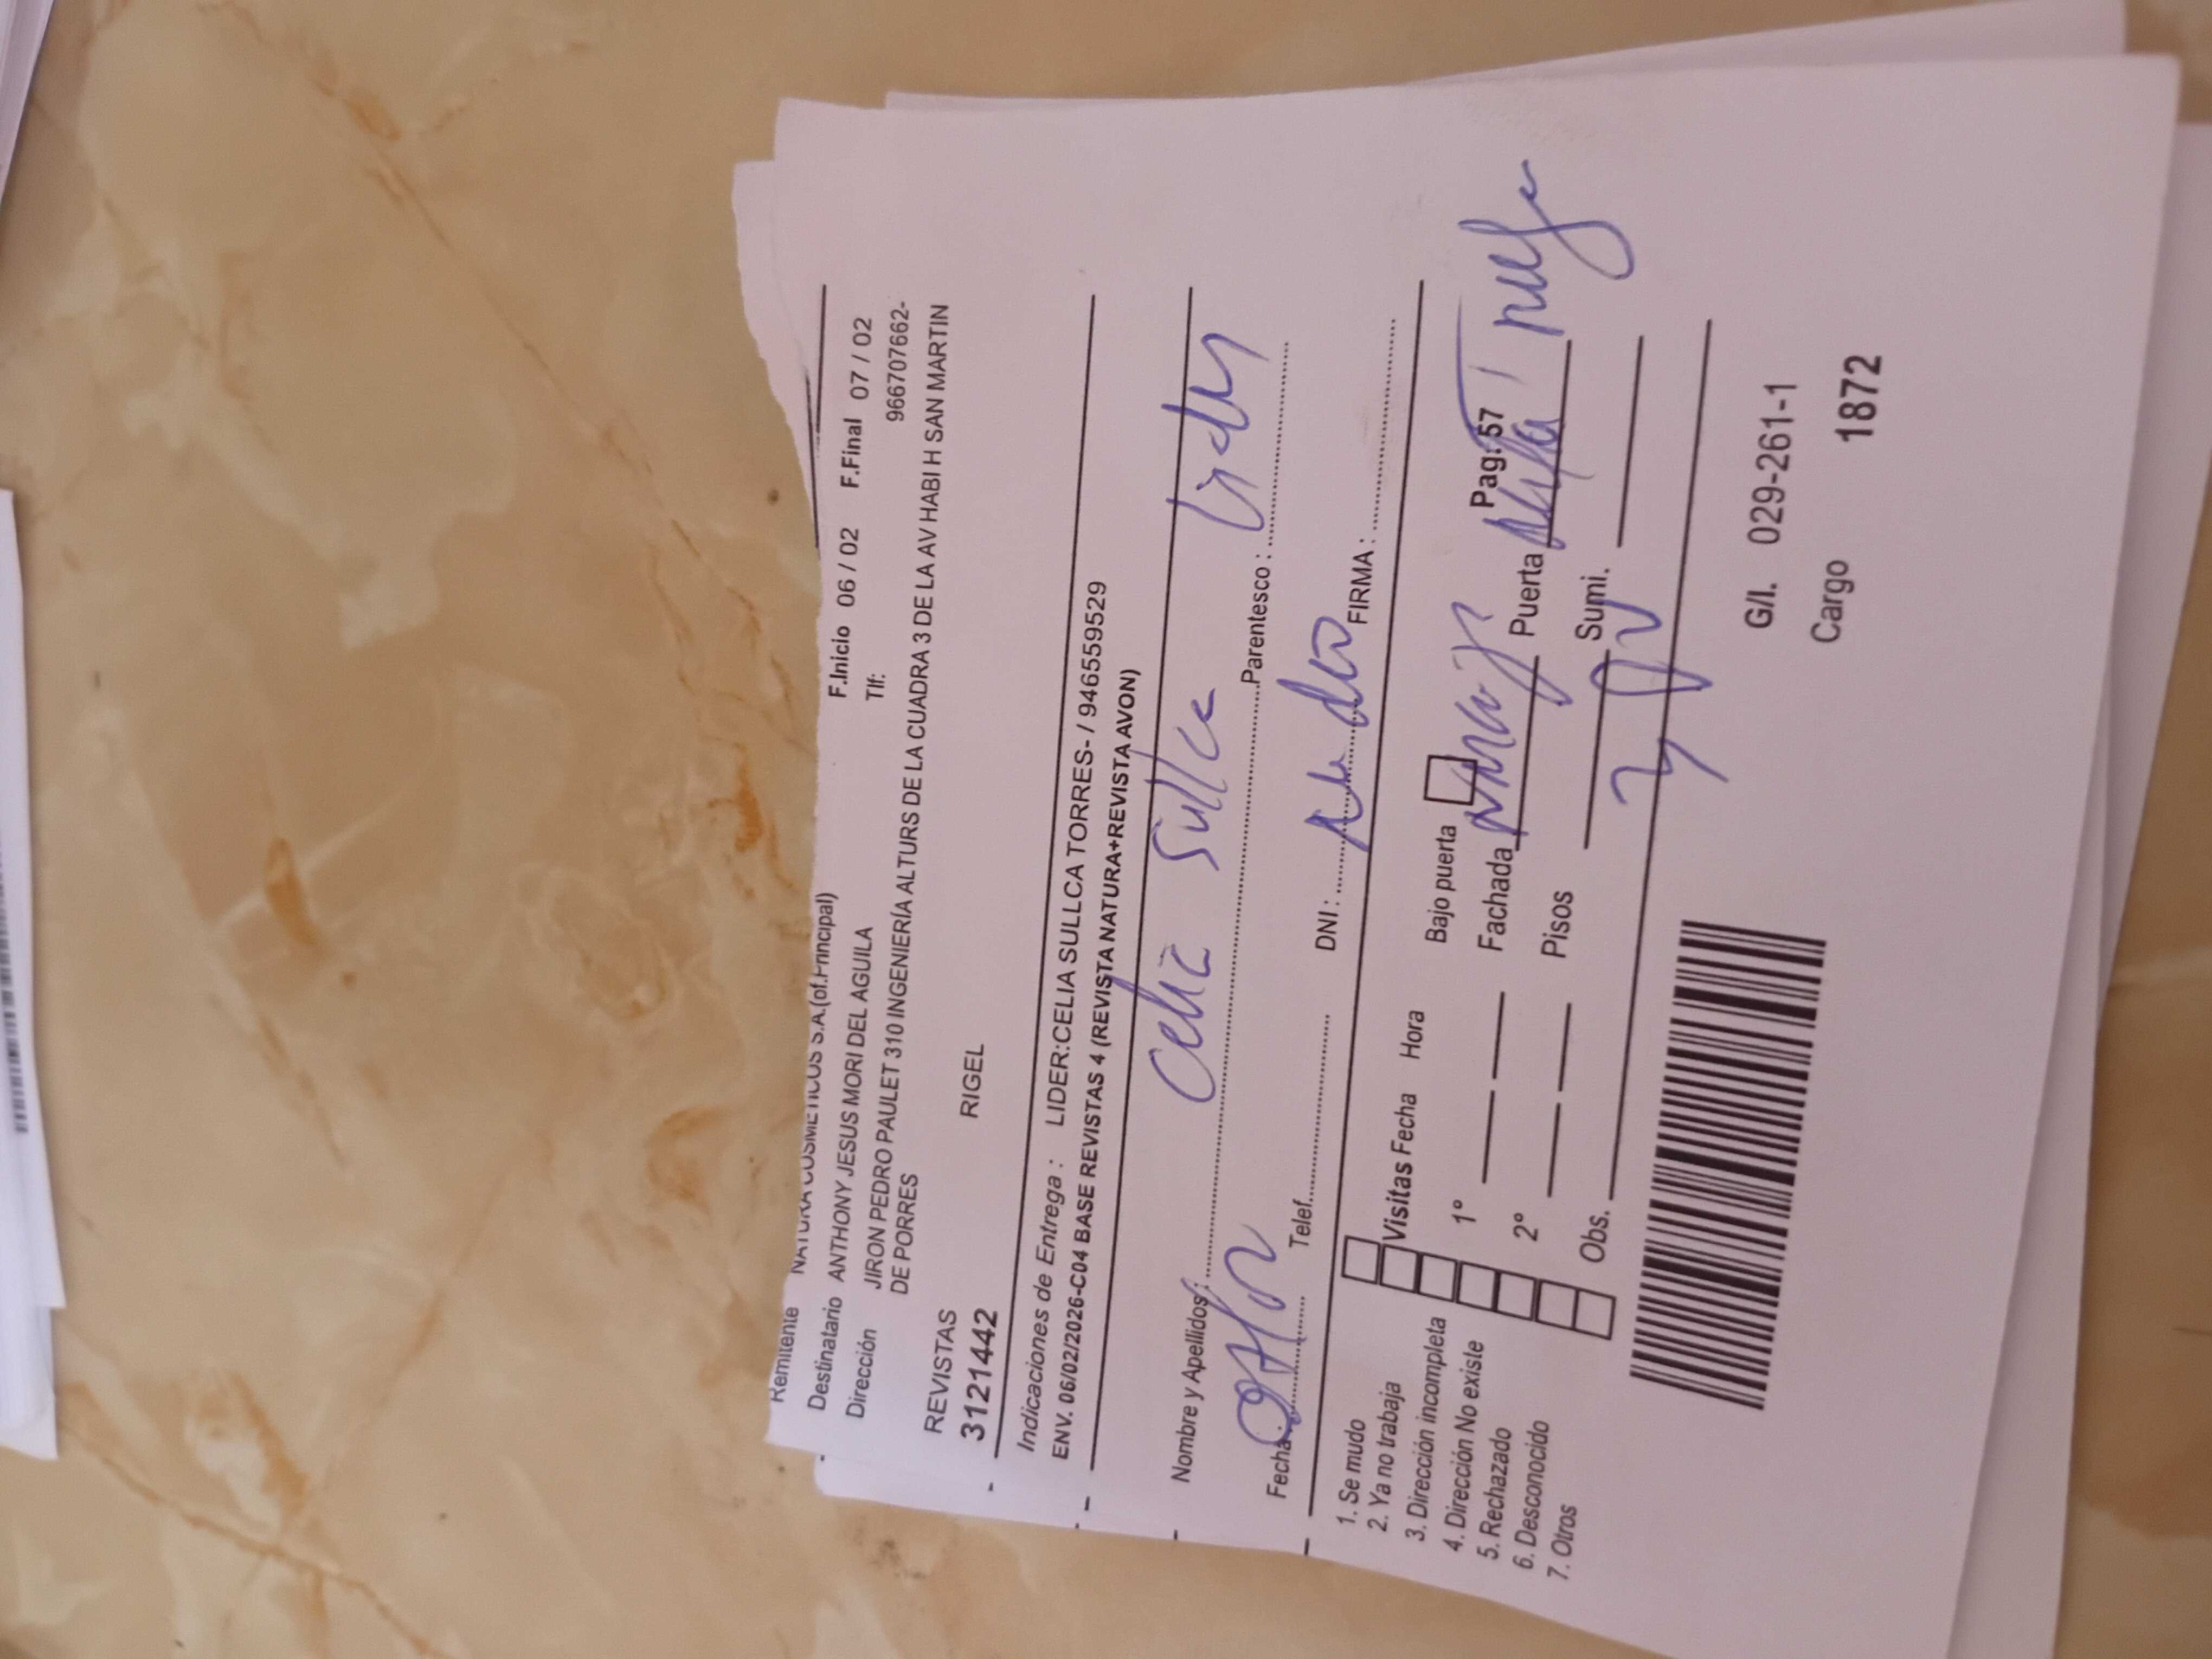 Remitente NATURA COSMETICOS S.A.(of.Principal)
F.Inicio 06 / 02 F.Final 07 / 02
Destinatario ANTHONY JESUS MORI DEL AGUILA
Tlf: 966707662-
Dirección JIRON PEDRO PAULET 310 INGENIERÍA ALTURS DE LA CUADRA 3 DE LA AV HABI H SAN MARTIN
DE PORRES
REVISTAS
3121442 RIGEL
Indicaciones de Entrega : LIDER:CELIA SULLCA TORRES- / 946559529
ENV. 06/02/2026-C04 BASE REVISTAS 4 (REVISTA NATURA+REVISTA AVON)
Celia Sullca
Nombre y Apellidos: Parentesco :
Fecha : Telef. DNI : FIRMA :
1. Se mudo
2. Ya no trabaja
3. Dirección incompleta
4. Dirección No existe
5. Rechazado
6. Desconocido
7. Otros
Visitas Fecha Hora
1°
2°
Obs.
Bajo puerta Pag: 57
Fachada Puerta
Pisos Sumi.
G/I. 029-261-1
Cargo 1872